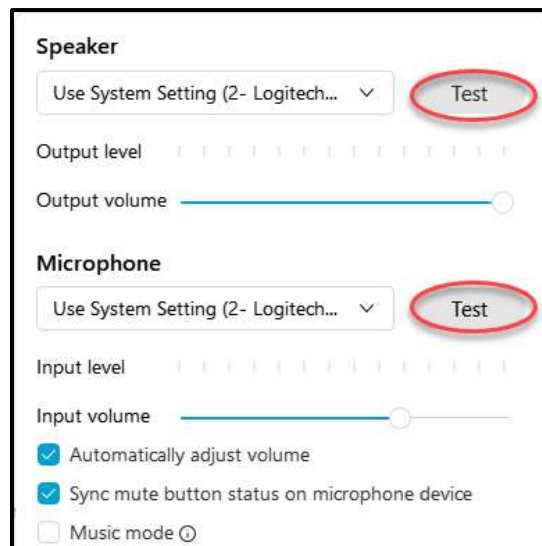 Speaker
Use System Setting (2- Logitech... Test
Output level
Output volume
Microphone
Use System Setting (2- Logitech... Test
Input level
Input volume
Automatically adjust volume
Sync mute button status on microphone device
Music mode